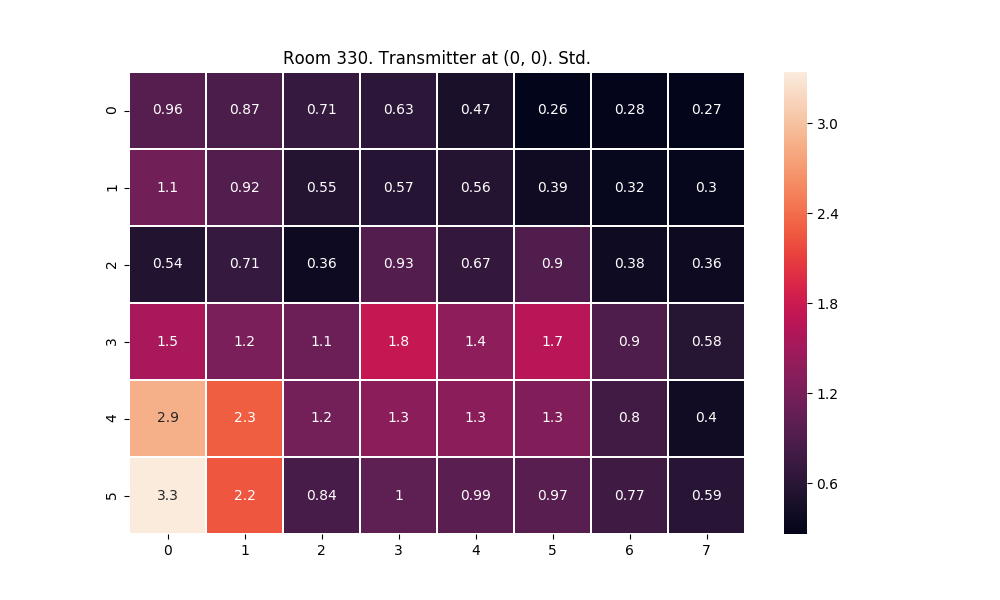 Room 330. Transmitter at (0, 0). Std.
0 0.96 0.87 0.71 0.63 0.47 0.26 0.28 0.27
1 1.1 0.92 0.55 0.57 0.56 0.39 0.32 0.3
2 0.54 0.71 0.36 0.93 0.67 0.9 0.38 0.36
3 1.5 1.2 1.1 1.8 1.4 1.7 0.9 0.58
4 2.9 2.3 1.2 1.3 1.3 1.3 0.8 0.4
5 3.3 2.2 0.84 1 0.99 0.97 0.77 0.59
0 1 2 3 4 5 6 7
3.0
2.4
1.8
1.2
0.6